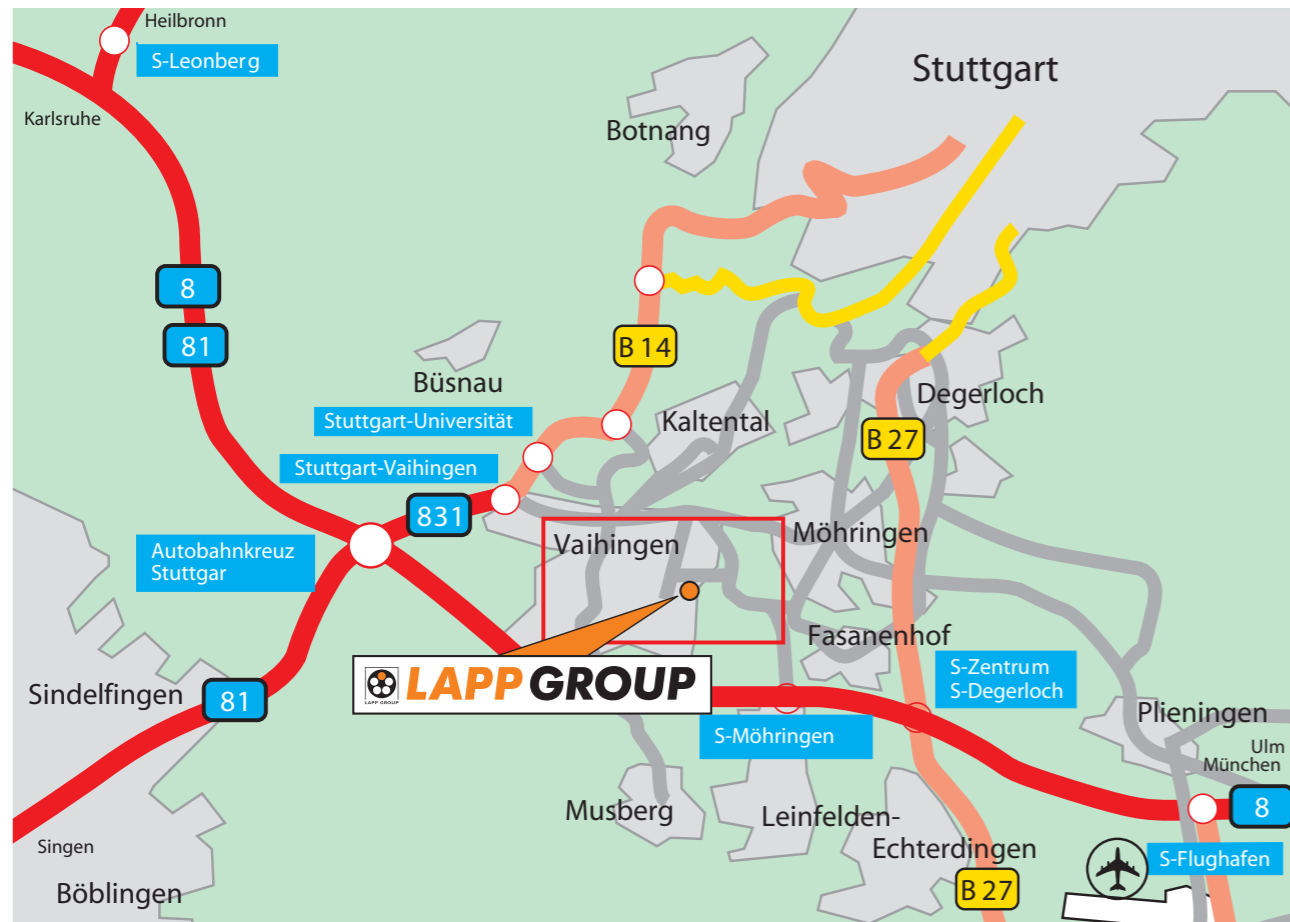 Heilbronn
S-Leonberg
Stuttgart
Karlsruhe
Botnang
8
81
B 14
Büsnau
Degerloch
Stuttgart-Universität
Kaltental
B 27
Stuttgart-Vaihingen
831
Möhringen
Vaihingen
Autobahnkreuz
Stuttgar
Fasanenhof
S-Zentrum
S-Degerloch
LAPP GROUP
LAPP GROUP
Sindelfingen
81
Plieningen
S-Möhringen
Ulm
München
8
Musberg
Leinfelden-
Echterdingen
Singen
S-Flughafen
Böblingen
B 27